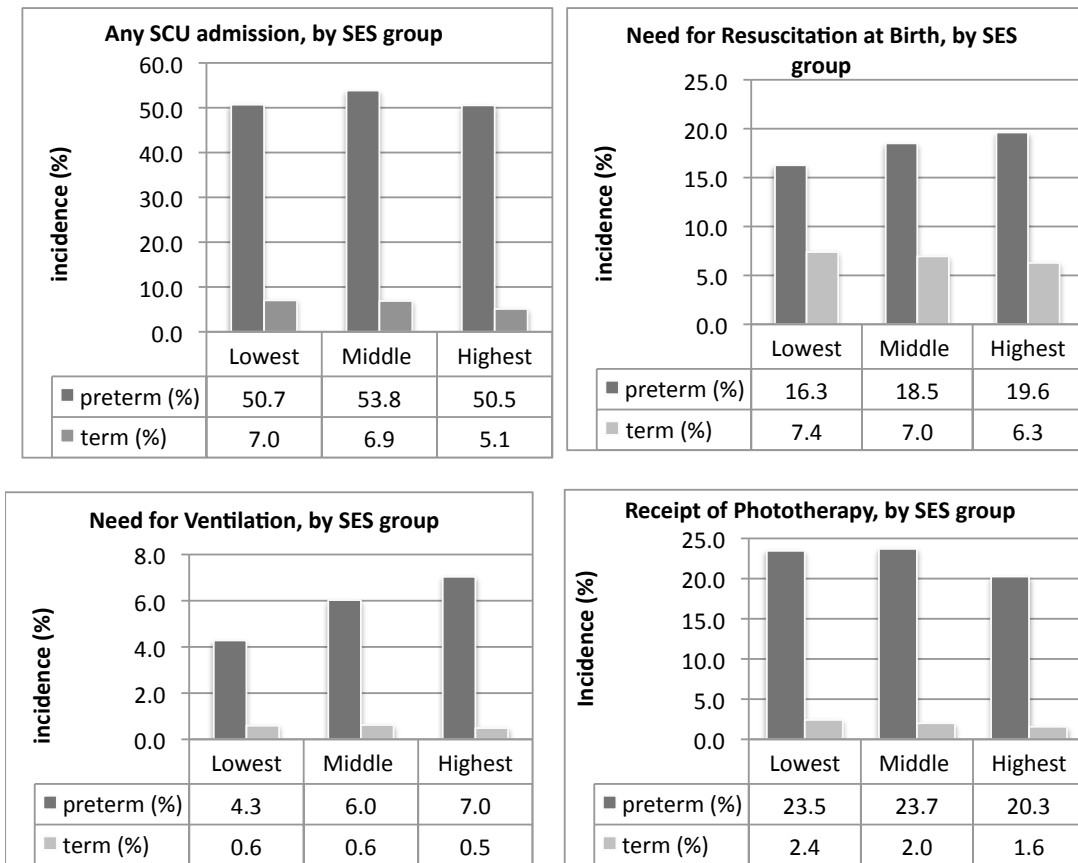 Any SCU admission, by SES group
60.0
50.0
40.0
30.0
20.0
10.0
0.0
incidence (%)
Lowest Middle Highest
preterm (%) 50.7 53.8 50.5
term (%) 7.0 6.9 5.1
Need for Resuscitation at Birth, by SES
group
25.0
20.0
15.0
10.0
5.0
0.0
incidence (%)
Lowest Middle Highest
preterm (%) 16.3 18.5 19.6
term (%) 7.4 7.0 6.3
Need for Ventilation, by SES group
8.0
6.0
4.0
2.0
0.0
incidence (%)
Lowest Middle Highest
preterm (%) 4.3 6.0 7.0
term (%) 0.6 0.6 0.5
Receipt of Phototherapy, by SES group
25.0
20.0
15.0
10.0
5.0
0.0
Incidence (%)
Lowest Middle Highest
preterm (%) 23.5 23.7 20.3
term (%) 2.4 2.0 1.6